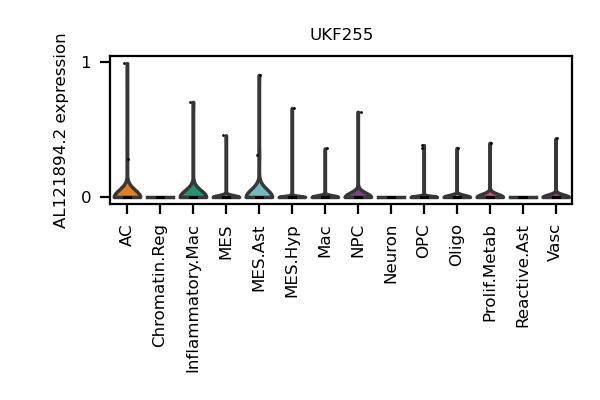 UKF255
AL121894.2 expression
1
0
AC
Chromatin.Reg
Inflammatory.Mac
MES
MES.Ast
MES.Hyp
Mac
NPC
Neuron
OPC
Oligo
Prolif.Metab
Reactive.Ast
Vasc